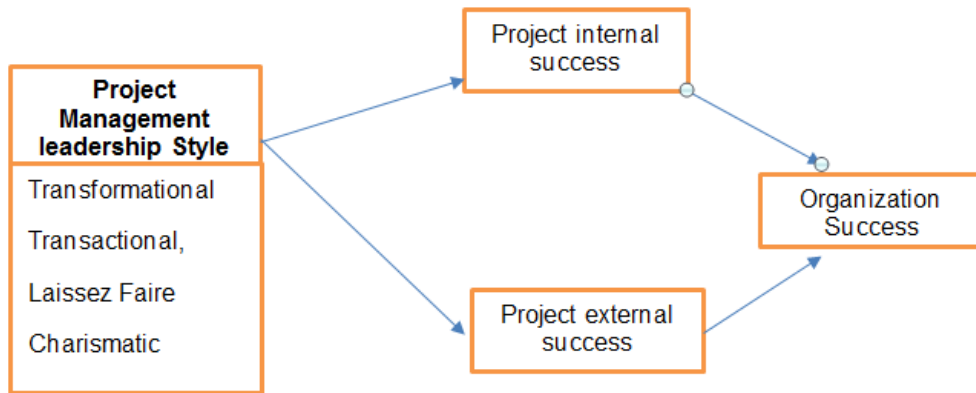 Project
Management
leadership Style
Transformational
Transactional,
Laissez Faire
Charismatic
Project internal
success
Project external
success
Organization
Success